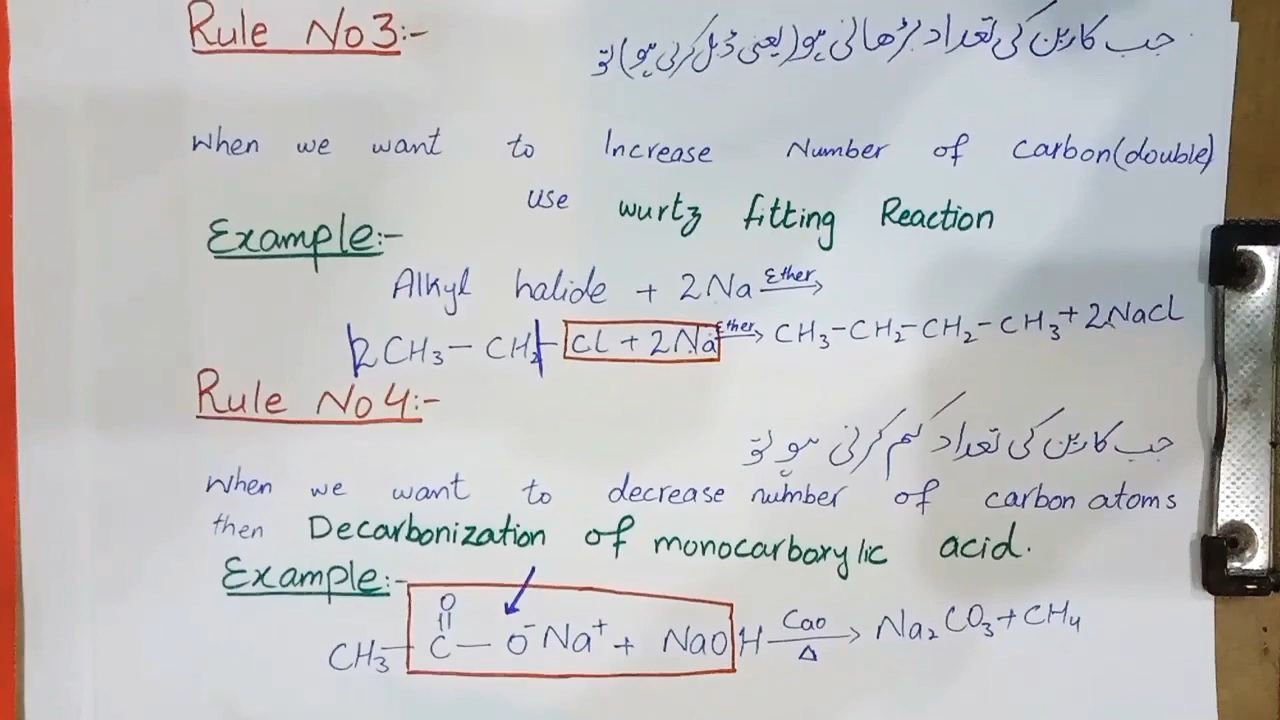 Rule No3:-
جب کاربن کی تعداد بڑھانی ہو(یعنی ڈبل کرنی ہو) تو
When we want to Increase Number of carbon(double)
use wurtz fitting Reaction
Example:-
Alkyl halide + 2Na Ether→
2CH₃-CH₂-Cl + 2Na Ether→ CH₃-CH₂-CH₂-CH₃ + 2NaCl
Rule No4:-
جب کاربن کی تعداد کم کرنی ہو تو
When we want to decrease number of carbon atoms
then Decarbonization of monocarboxylic acid.
Example:-
O
||
CH₃-C-O⁻Na⁺ + NaOH Cao/Δ→ Na₂CO₃ + CH₄